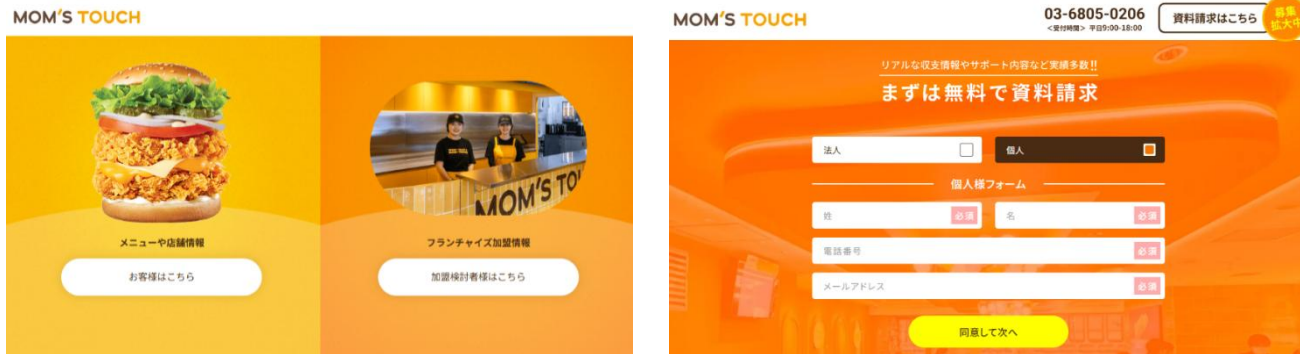 MOM'S TOUCH
メニューや店舗情報
お客様はこちら
MOM'S TO
フランチャイズ加盟情報
加盟検討者様はこちら
MOM'S TOUCH
03-6805-0206
<受付時間> 平日9:00-18:00
資料請求はこちら
募集
拡大中
リアルな収支情報やサポート内容など実績多数!!
まずは無料で資料請求
法人
個人
個人様フォーム
姓 必須
名 必須
電話番号 必須
メールアドレス 必須
同意して次へ